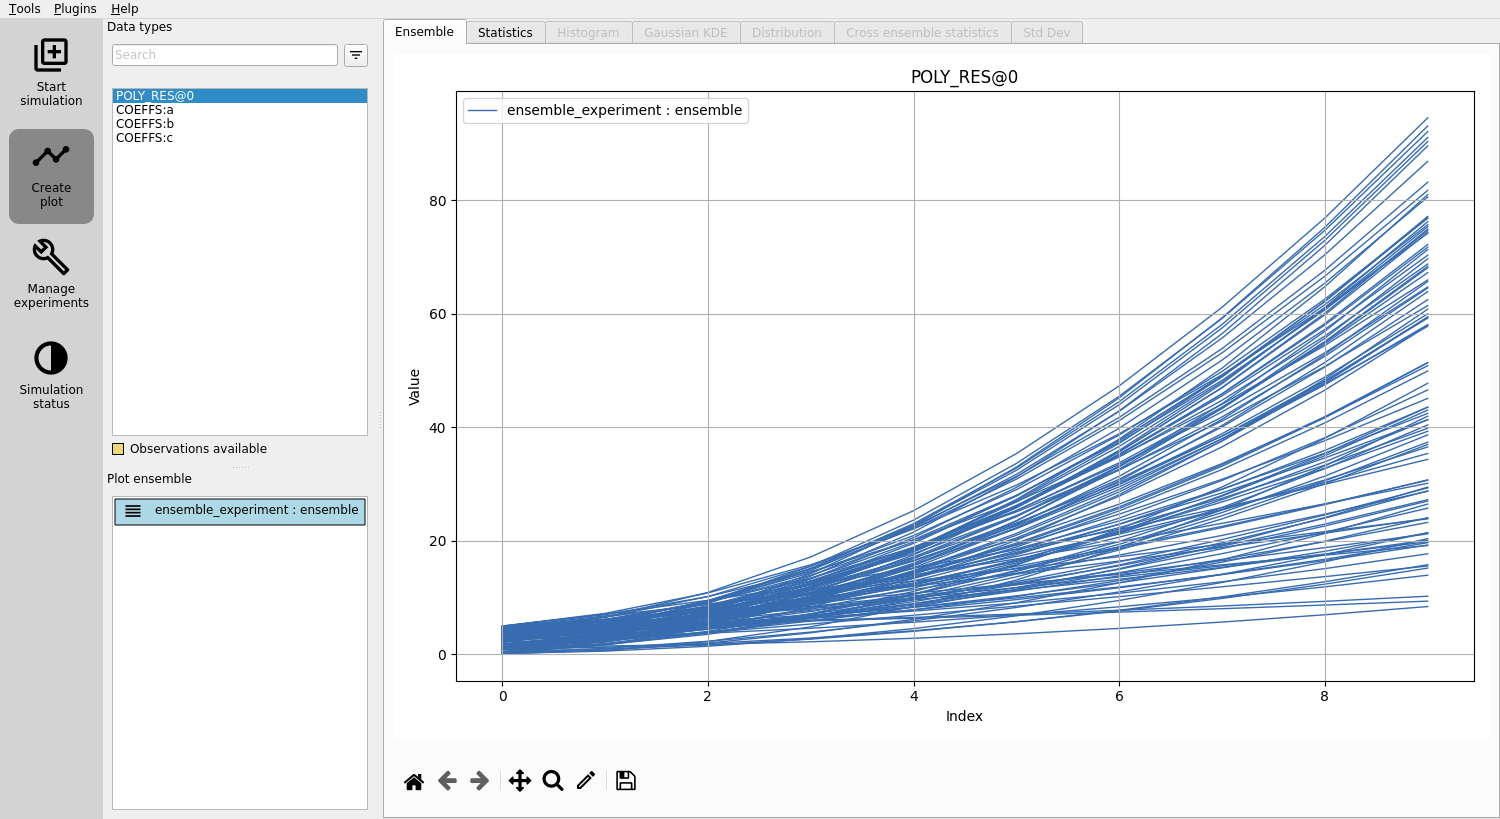 Tools Plugins Help
Start
simulation
Create
plot
Manage
experiments
Simulation
status
Data types
Search
POLY_RES@0
COEFFS:a
COEFFS:b
COEFFS:c
Observations available
Plot ensemble
ensemble_experiment : ensemble
Ensemble Statistics Histogram Gaussian KDE Distribution Cross ensemble statistics Std Dev
POLY_RES@0
ensemble_experiment : ensemble
Value
80
60
40
20
0
0 2 4 6 8
Index